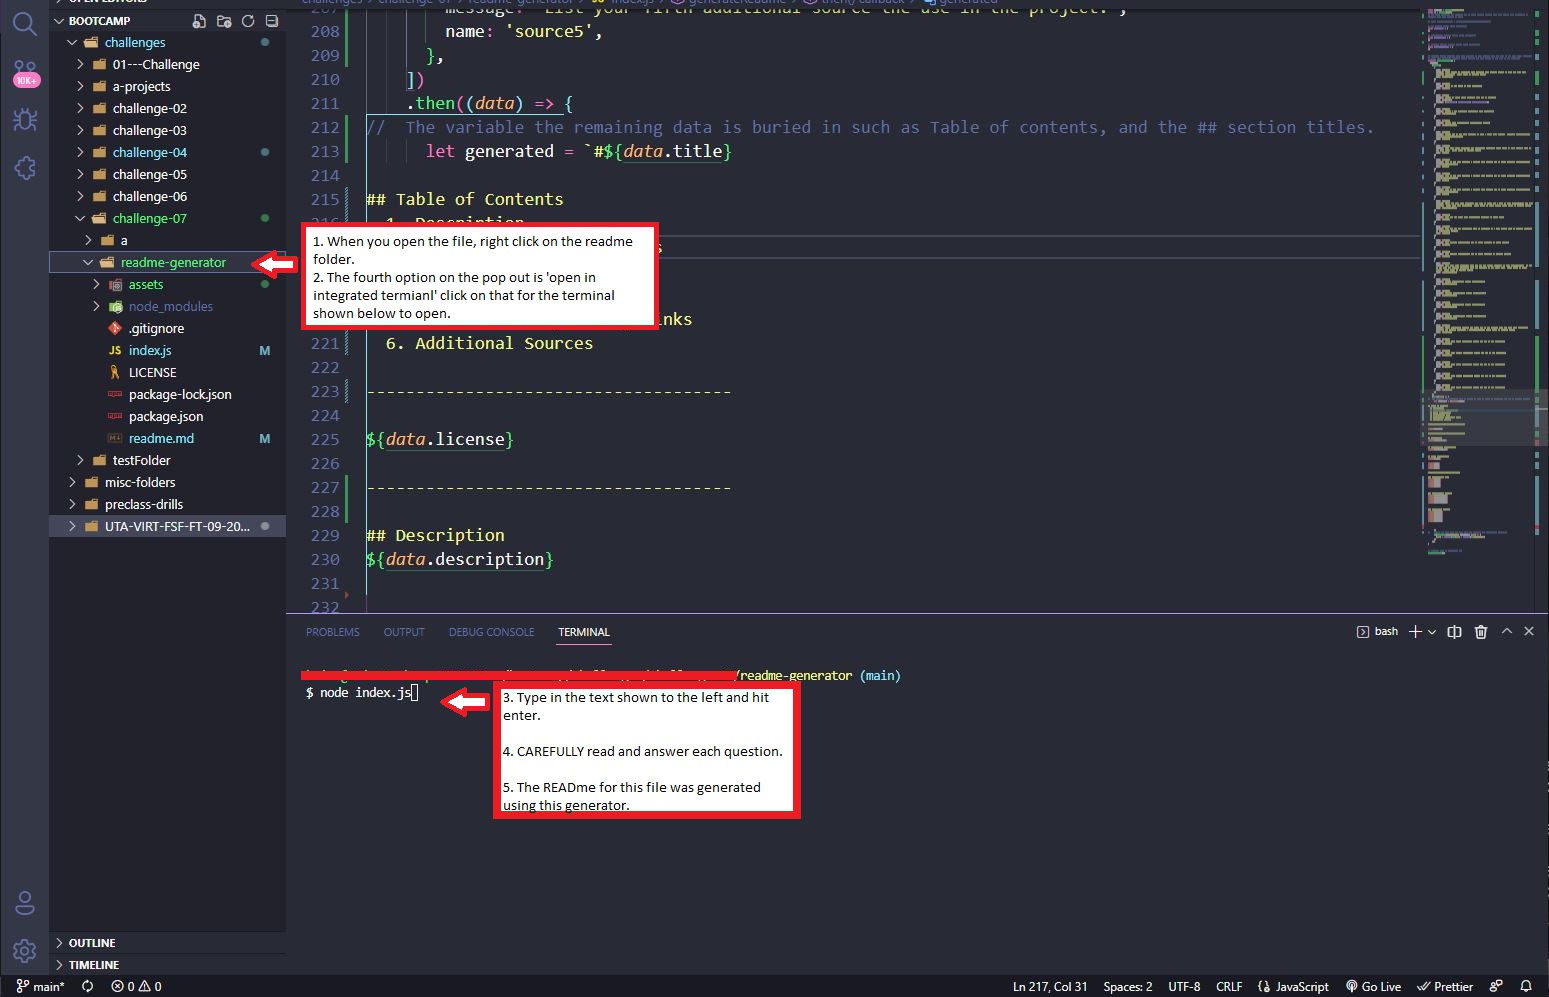 BOOTCAMP
challenges
01---Challenge
a-projects
challenge-02
challenge-03
challenge-04
challenge-05
challenge-06
challenge-07
a
readme-generator
assets
node_modules
.gitignore
JS index.js M
LICENSE
package-lock.json
package.json
readme.md M
testFolder
misc-folders
preclass-drills
UTA-VIRT-FSF-FT-09-20...
OUTLINE
TIMELINE
10K+
208 name: 'source5',
209 },
210 ])
211 .then((data) => {
212 // The variable the remaining data is buried in such as Table of contents, and the ## section titles.
213 let generated = `#${data.title}
214
215 ## Table of Contents
1. When you open the file, right click on the readme
folder.
2. The fourth option on the pop out is 'open in
integrated termianl' click on that for the terminal
shown below to open.
221 6. Additional Sources
222
223 -------------------------------------
224
225 ${data.license}
226
227 -------------------------------------
228
229 ## Description
230 ${data.description}
231
232
PROBLEMS OUTPUT DEBUG CONSOLE TERMINAL bash
/readme-generator (main)
$ node index.js
3. Type in the text shown to the left and hit
enter.
4. CAREFULLY read and answer each question.
5. The READme for this file was generated
using this generator.
main* 0 0 Ln 217, Col 31 Spaces: 2 UTF-8 CRLF {} JavaScript Go Live Prettier